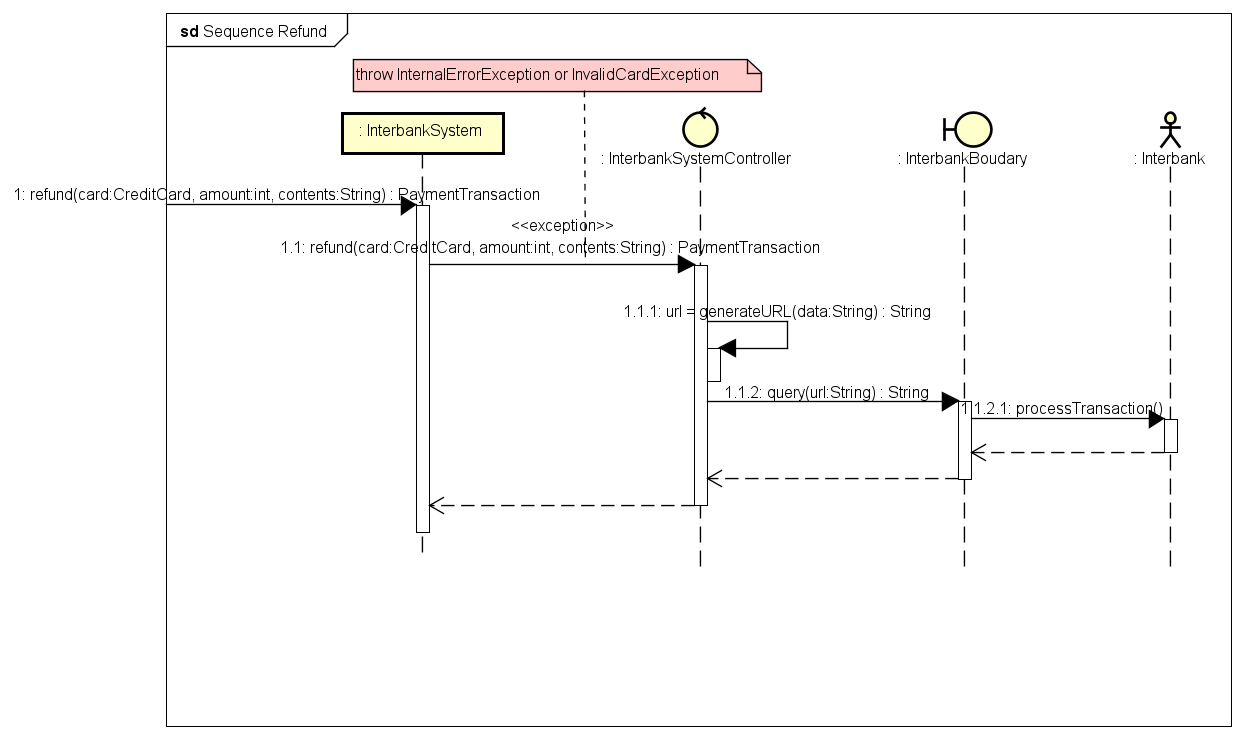 sd Sequence Refund
throw InternalErrorException or InvalidCardException
: InterbankSystem
: InterbankSystemController
: InterbankBoudary
: Interbank
1: refund(card:CreditCard, amount:int, contents:String) : PaymentTransaction
<<exception>>
1.1: refund(card:CreditCard, amount:int, contents:String) : PaymentTransaction
1.1.1: url = generateURL(data:String) : String
1.1.2: query(url:String) : String
1.1.2.1: processTransaction()